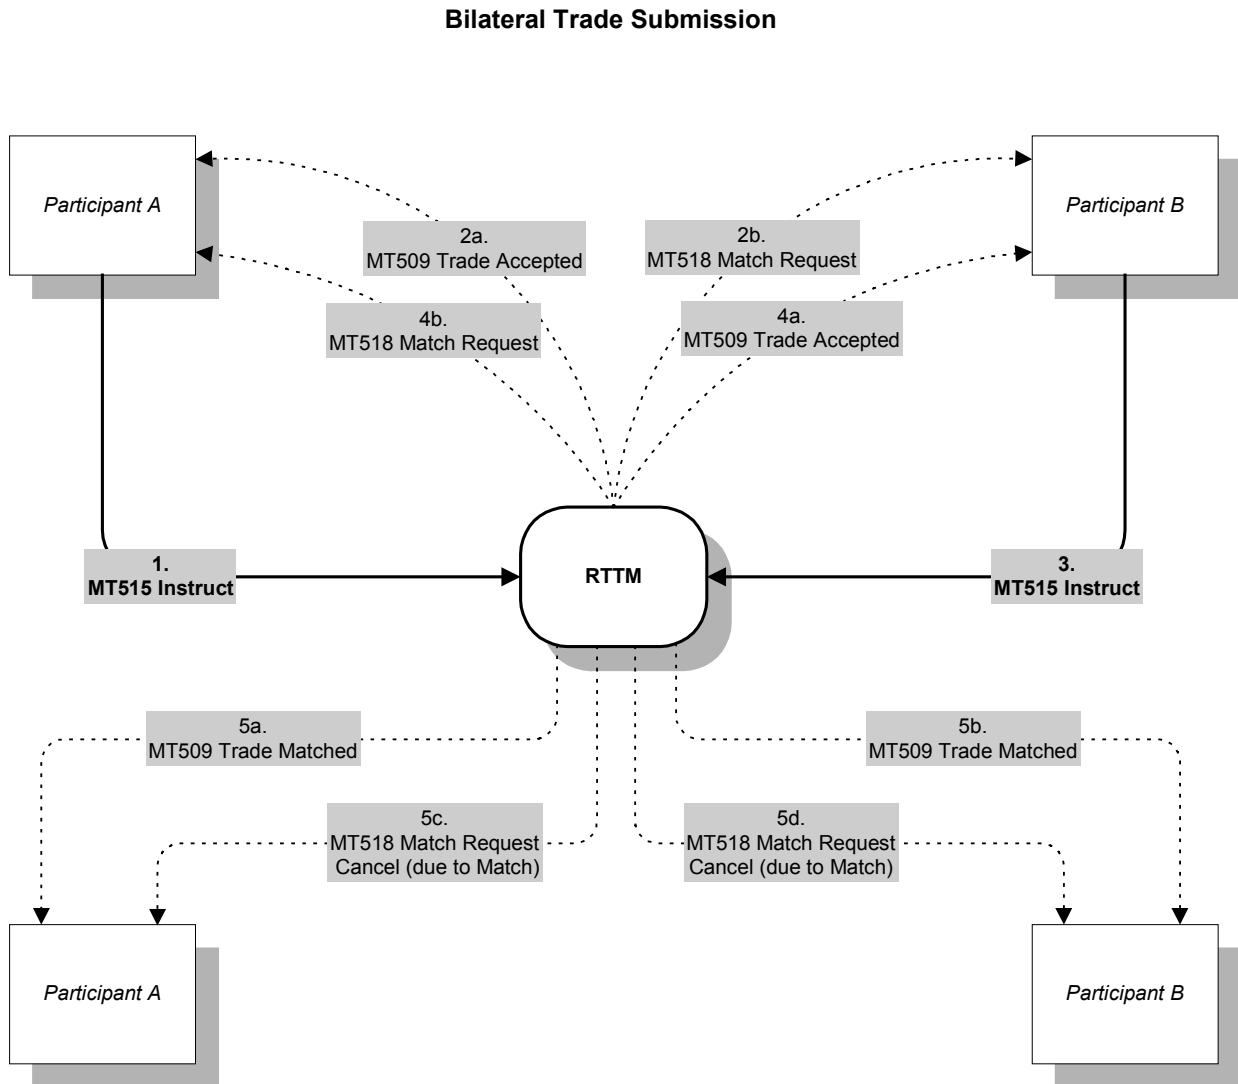 Bilateral Trade Submission
Participant A
Participant B
2a.
MT509 Trade Accepted
2b.
MT518 Match Request
4b.
MT518 Match Request
4a.
MT509 Trade Accepted
1.
MT515 Instruct
RTTM
3.
MT515 Instruct
5a.
MT509 Trade Matched
5b.
MT509 Trade Matched
5c.
MT518 Match Request
Cancel (due to Match)
5d.
MT518 Match Request
Cancel (due to Match)
Participant A
Participant B